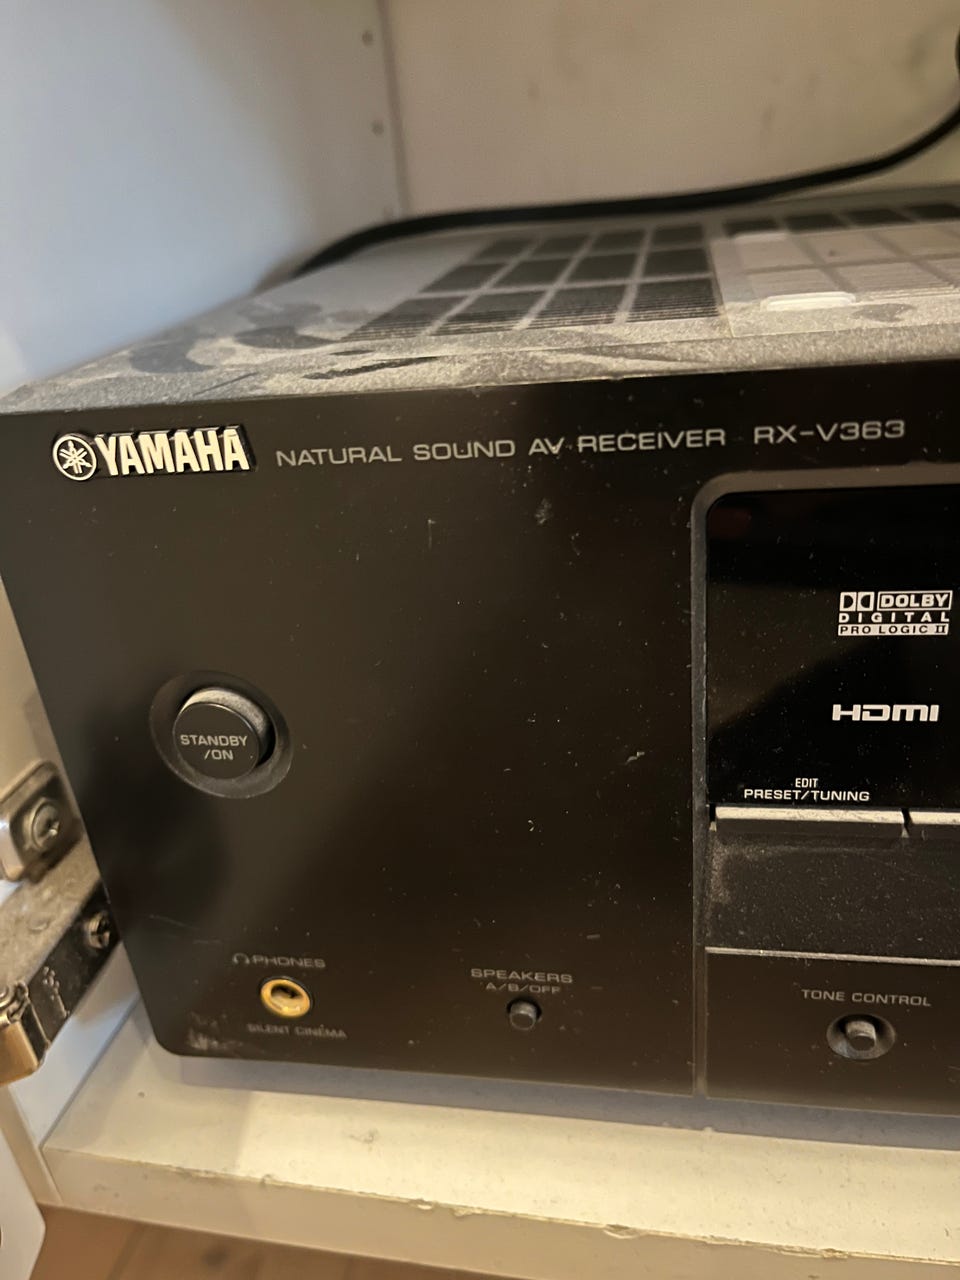 YAMAHA NATURAL SOUND AV RECEIVER RX-V363
DOLBY
DIGITAL
PRO LOGIC II
HDMI
STANDBY
/ON
EDIT
PRESET/TUNING
PHONES
SILENT CINEMA
SPEAKERS
A/B/OFF
TONE CONTROL